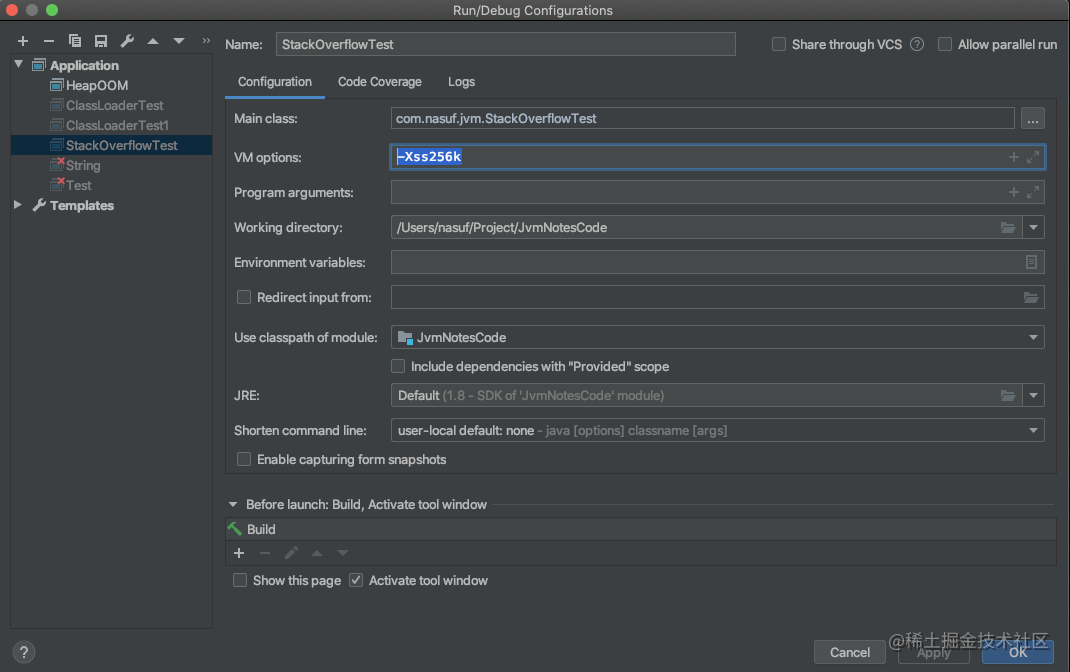 Run/Debug Configurations
Name: StackOverflowTest Share through VCS ? Allow parallel run
Application
HeapOOM
ClassLoaderTest
ClassLoaderTest1
StackOverflowTest
String
Test
Templates
Configuration Code Coverage Logs
Main class: com.nasuf.jvm.StackOverflowTest ...
VM options: -Xss256k
Program arguments:
Working directory: /Users/nasuf/Project/JvmNotesCode
Environment variables:
Redirect input from:
Use classpath of module: JvmNotesCode
Include dependencies with "Provided" scope
JRE: Default (1.8 - SDK of 'JvmNotesCode' module)
Shorten command line: user-local default: none - java [options] classname [args]
Enable capturing form snapshots
Before launch: Build, Activate tool window
Build
Show this page Activate tool window
@稀土掘金技术社区
? Cancel Apply OK